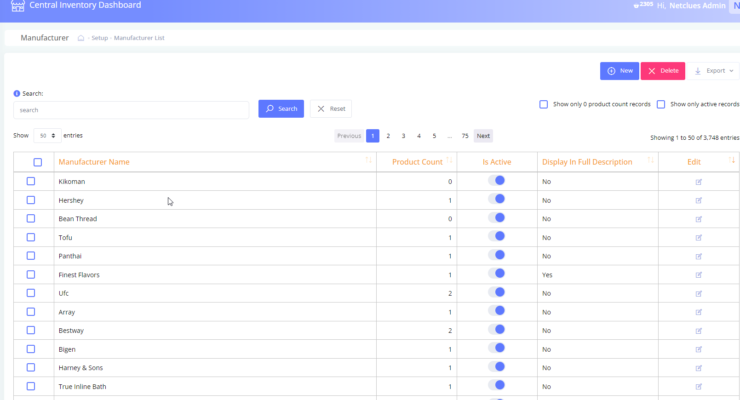 Central Inventory Dashboard
2305 Hi, Netclues Admin N
Manufacturer - Setup - Manufacturer List
New Delete Export
Search:
search Search Reset Show only 0 product count records Show only active records
Show 50 entries Previous 1 2 3 4 5 ... 75 Next Showing 1 to 50 of 3,748 entries
Manufacturer Name Product Count Is Active Display In Full Description Edit
Kikoman 0 No
Hershey 1 No
Bean Thread 0 No
Tofu 1 No
Panthai 1 No
Finest Flavors 1 Yes
Ufc 2 No
Array 1 No
Bestway 2 No
Bigen 1 No
Harney & Sons 1 No
True Inline Bath 1 No